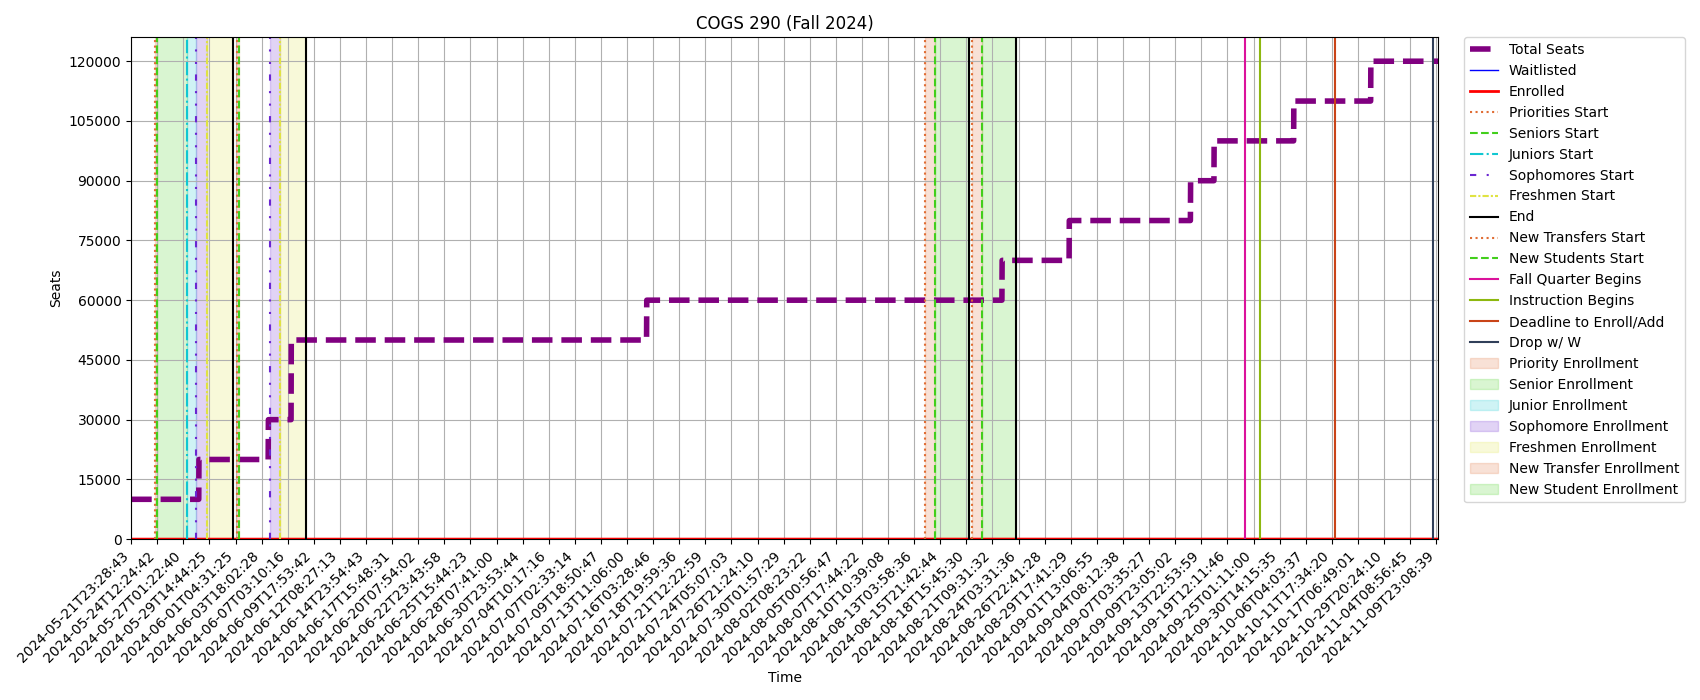 COGS 290 (Fall 2024)
Seats
120000
105000
90000
75000
60000
45000
30000
15000
0
2024-05-21T23:28:43
2024-05-24T12:24:42
2024-05-27T01:22:40
2024-05-29T14:44:25
2024-06-01T04:31:25
2024-06-03T18:02:28
2024-06-07T03:10:16
2024-06-09T17:53:42
2024-06-12T08:27:13
2024-06-14T23:54:43
2024-06-17T15:48:31
2024-06-20T07:54:02
2024-06-22T23:43:58
2024-06-25T15:44:23
2024-06-28T07:41:00
2024-06-30T23:53:44
2024-07-04T10:17:16
2024-07-07T02:33:14
2024-07-09T18:50:47
2024-07-13T11:06:00
2024-07-16T03:28:46
2024-07-18T19:59:36
2024-07-21T12:22:59
2024-07-24T05:07:03
2024-07-26T21:24:10
2024-07-30T01:57:29
2024-08-02T08:23:22
2024-08-05T00:56:47
2024-08-07T17:44:22
2024-08-10T10:39:08
2024-08-13T03:58:36
2024-08-15T21:42:44
2024-08-18T15:45:30
2024-08-21T09:31:32
2024-08-24T03:31:36
2024-08-26T22:41:28
2024-08-29T17:41:29
2024-09-01T13:06:55
2024-09-04T08:12:38
2024-09-07T03:35:27
2024-09-09T23:05:02
2024-09-13T22:53:59
2024-09-19T12:11:46
2024-09-25T01:11:00
2024-09-30T14:15:35
2024-10-06T04:03:37
2024-10-11T17:34:20
2024-10-17T06:49:01
2024-10-29T20:24:10
2024-11-04T08:56:45
2024-11-09T23:08:39
Time
Total Seats
Waitlisted
Enrolled
Priorities Start
Seniors Start
Juniors Start
Sophomores Start
Freshmen Start
End
New Transfers Start
New Students Start
Fall Quarter Begins
Instruction Begins
Deadline to Enroll/Add
Drop w/ W
Priority Enrollment
Senior Enrollment
Junior Enrollment
Sophomore Enrollment
Freshmen Enrollment
New Transfer Enrollment
New Student Enrollment